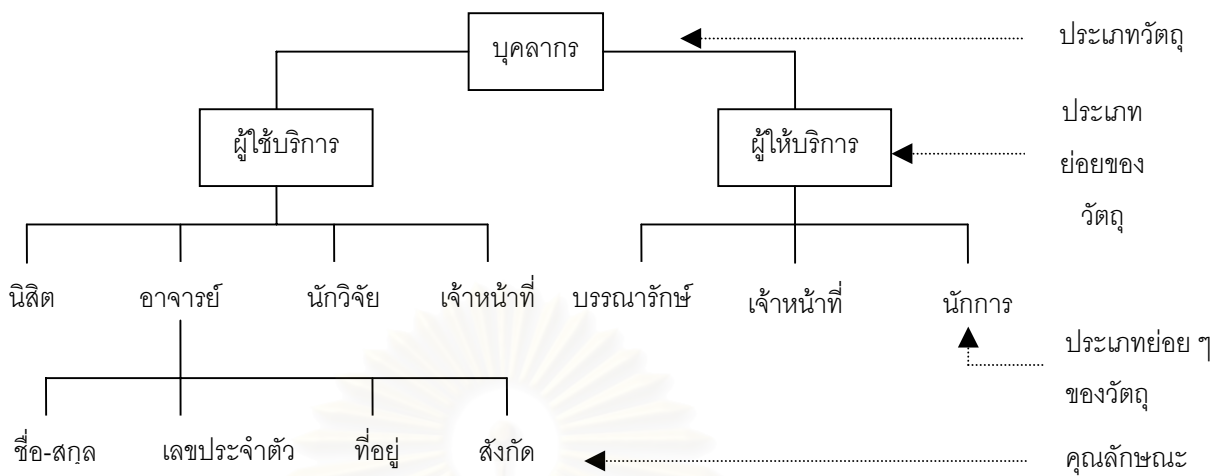 บุคลากร
ประเภทวัตถุ
ผู้ใช้บริการ
ผู้ให้บริการ
ประเภท
ย่อยของ
วัตถุ
นิสิต อาจารย์ นักวิจัย เจ้าหน้าที่ บรรณารักษ์ เจ้าหน้าที่ นักการ
ประเภทย่อย ๆ
ของวัตถุ
ชื่อ-สกุล เลขประจำตัว ที่อยู่ สังกัด
คุณลักษณะ